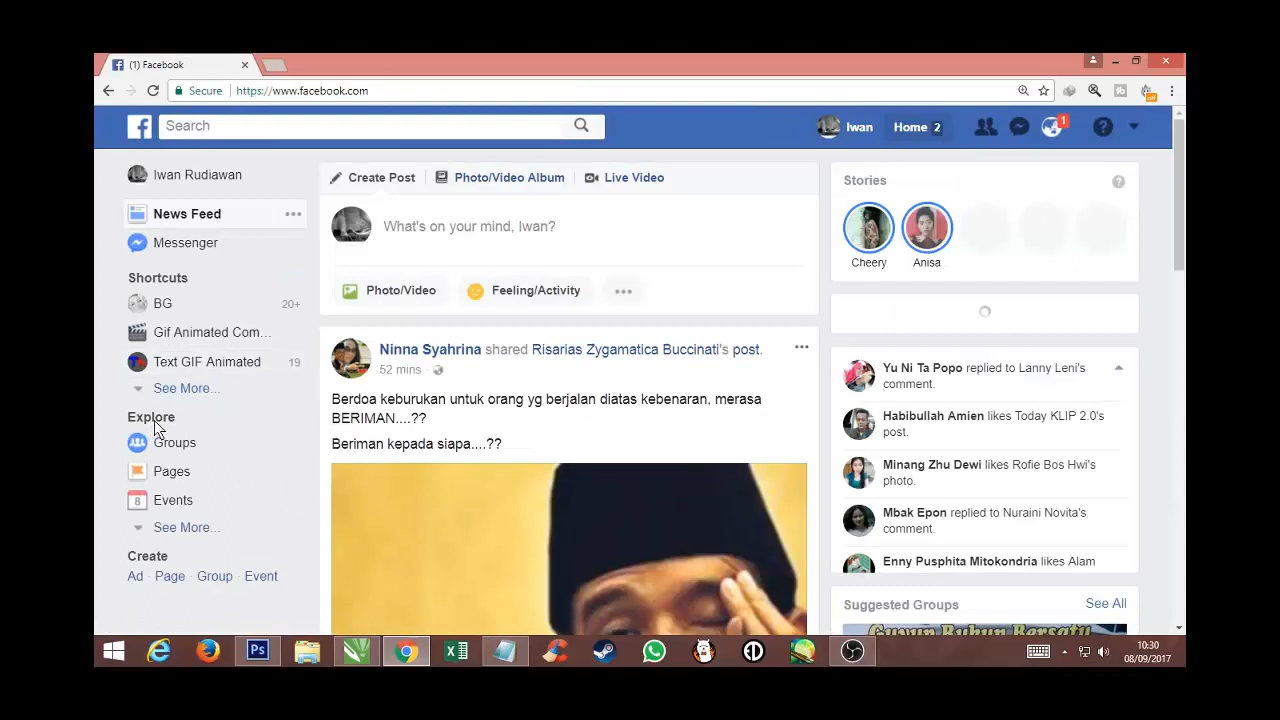 (1) Facebook
Secure https://www.facebook.com
Search
Iwan Home 2 1
Iwan Rudiawan
News Feed
Messenger
Shortcuts
BG 20+
Gif Animated Com...
Text GIF Animated 19
See More...
Explore
Groups
Pages
8 Events
See More...
Create
Ad · Page · Group · Event
Create Post Photo/Video Album Live Video
What's on your mind, Iwan?
Photo/Video Feeling/Activity
Ninna Syahrina shared Risarias Zygamatica Buccinati's post.
52 mins
Berdoa keburukan untuk orang yg berjalan diatas kebenaran, merasa
BERIMAN....??
Beriman kepada siapa....??
Stories
Cheery Anisa
Yu Ni Ta Popo replied to Lanny Leni's
comment.
Habibullah Amien likes Today KLIP 2.0's
post.
Minang Zhu Dewi likes Rofie Bos Hwi's
photo.
Mbak Epon replied to Nuraini Novita's
comment.
Enny Pusphita Mitokondria likes Alam
Suggested Groups See All
Ps
10:30
08/09/2017